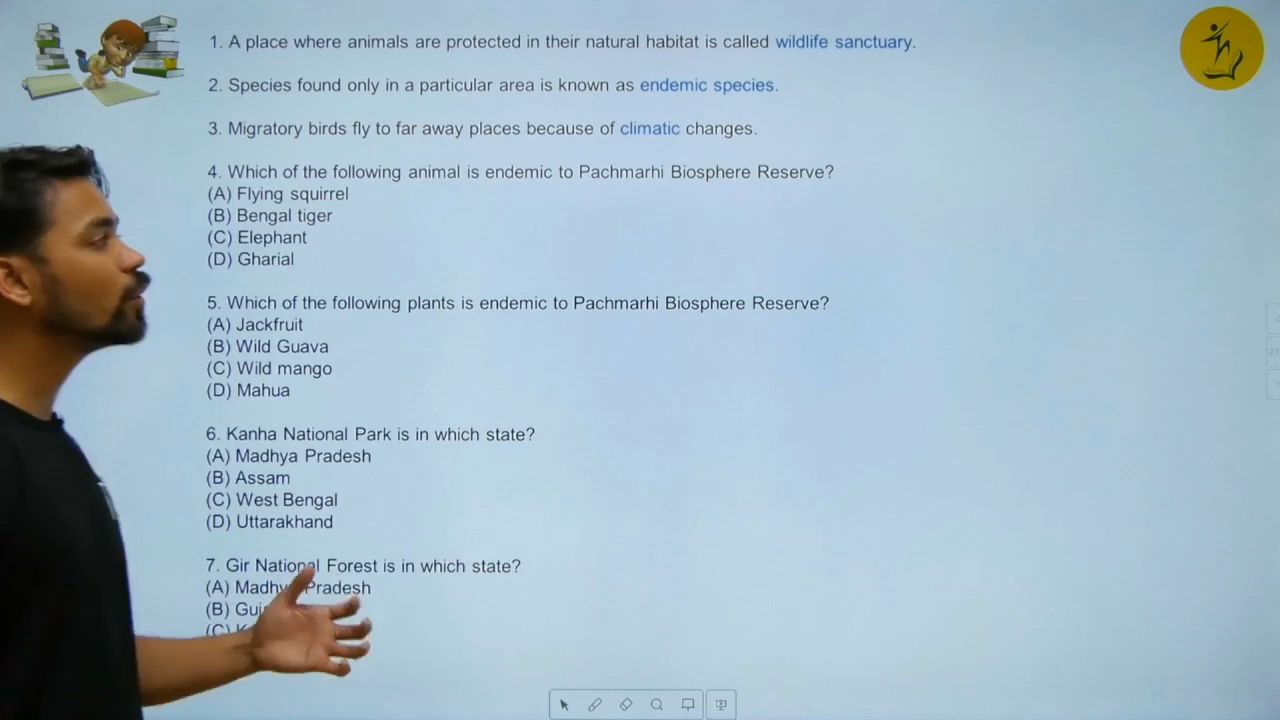 1. A place where animals are protected in their natural habitat is called wildlife sanctuary.
2. Species found only in a particular area is known as endemic species.
3. Migratory birds fly to far away places because of climatic changes.
4. Which of the following animal is endemic to Pachmarhi Biosphere Reserve?
(A) Flying squirrel
(B) Bengal tiger
(C) Elephant
(D) Gharial
5. Which of the following plants is endemic to Pachmarhi Biosphere Reserve?
(A) Jackfruit
(B) Wild Guava
(C) Wild mango
(D) Mahua
6. Kanha National Park is in which state?
(A) Madhya Pradesh
(B) Assam
(C) West Bengal
(D) Uttarakhand
7. Gir National Forest is in which state?
(A) Madhya Pradesh
(B)
(C)